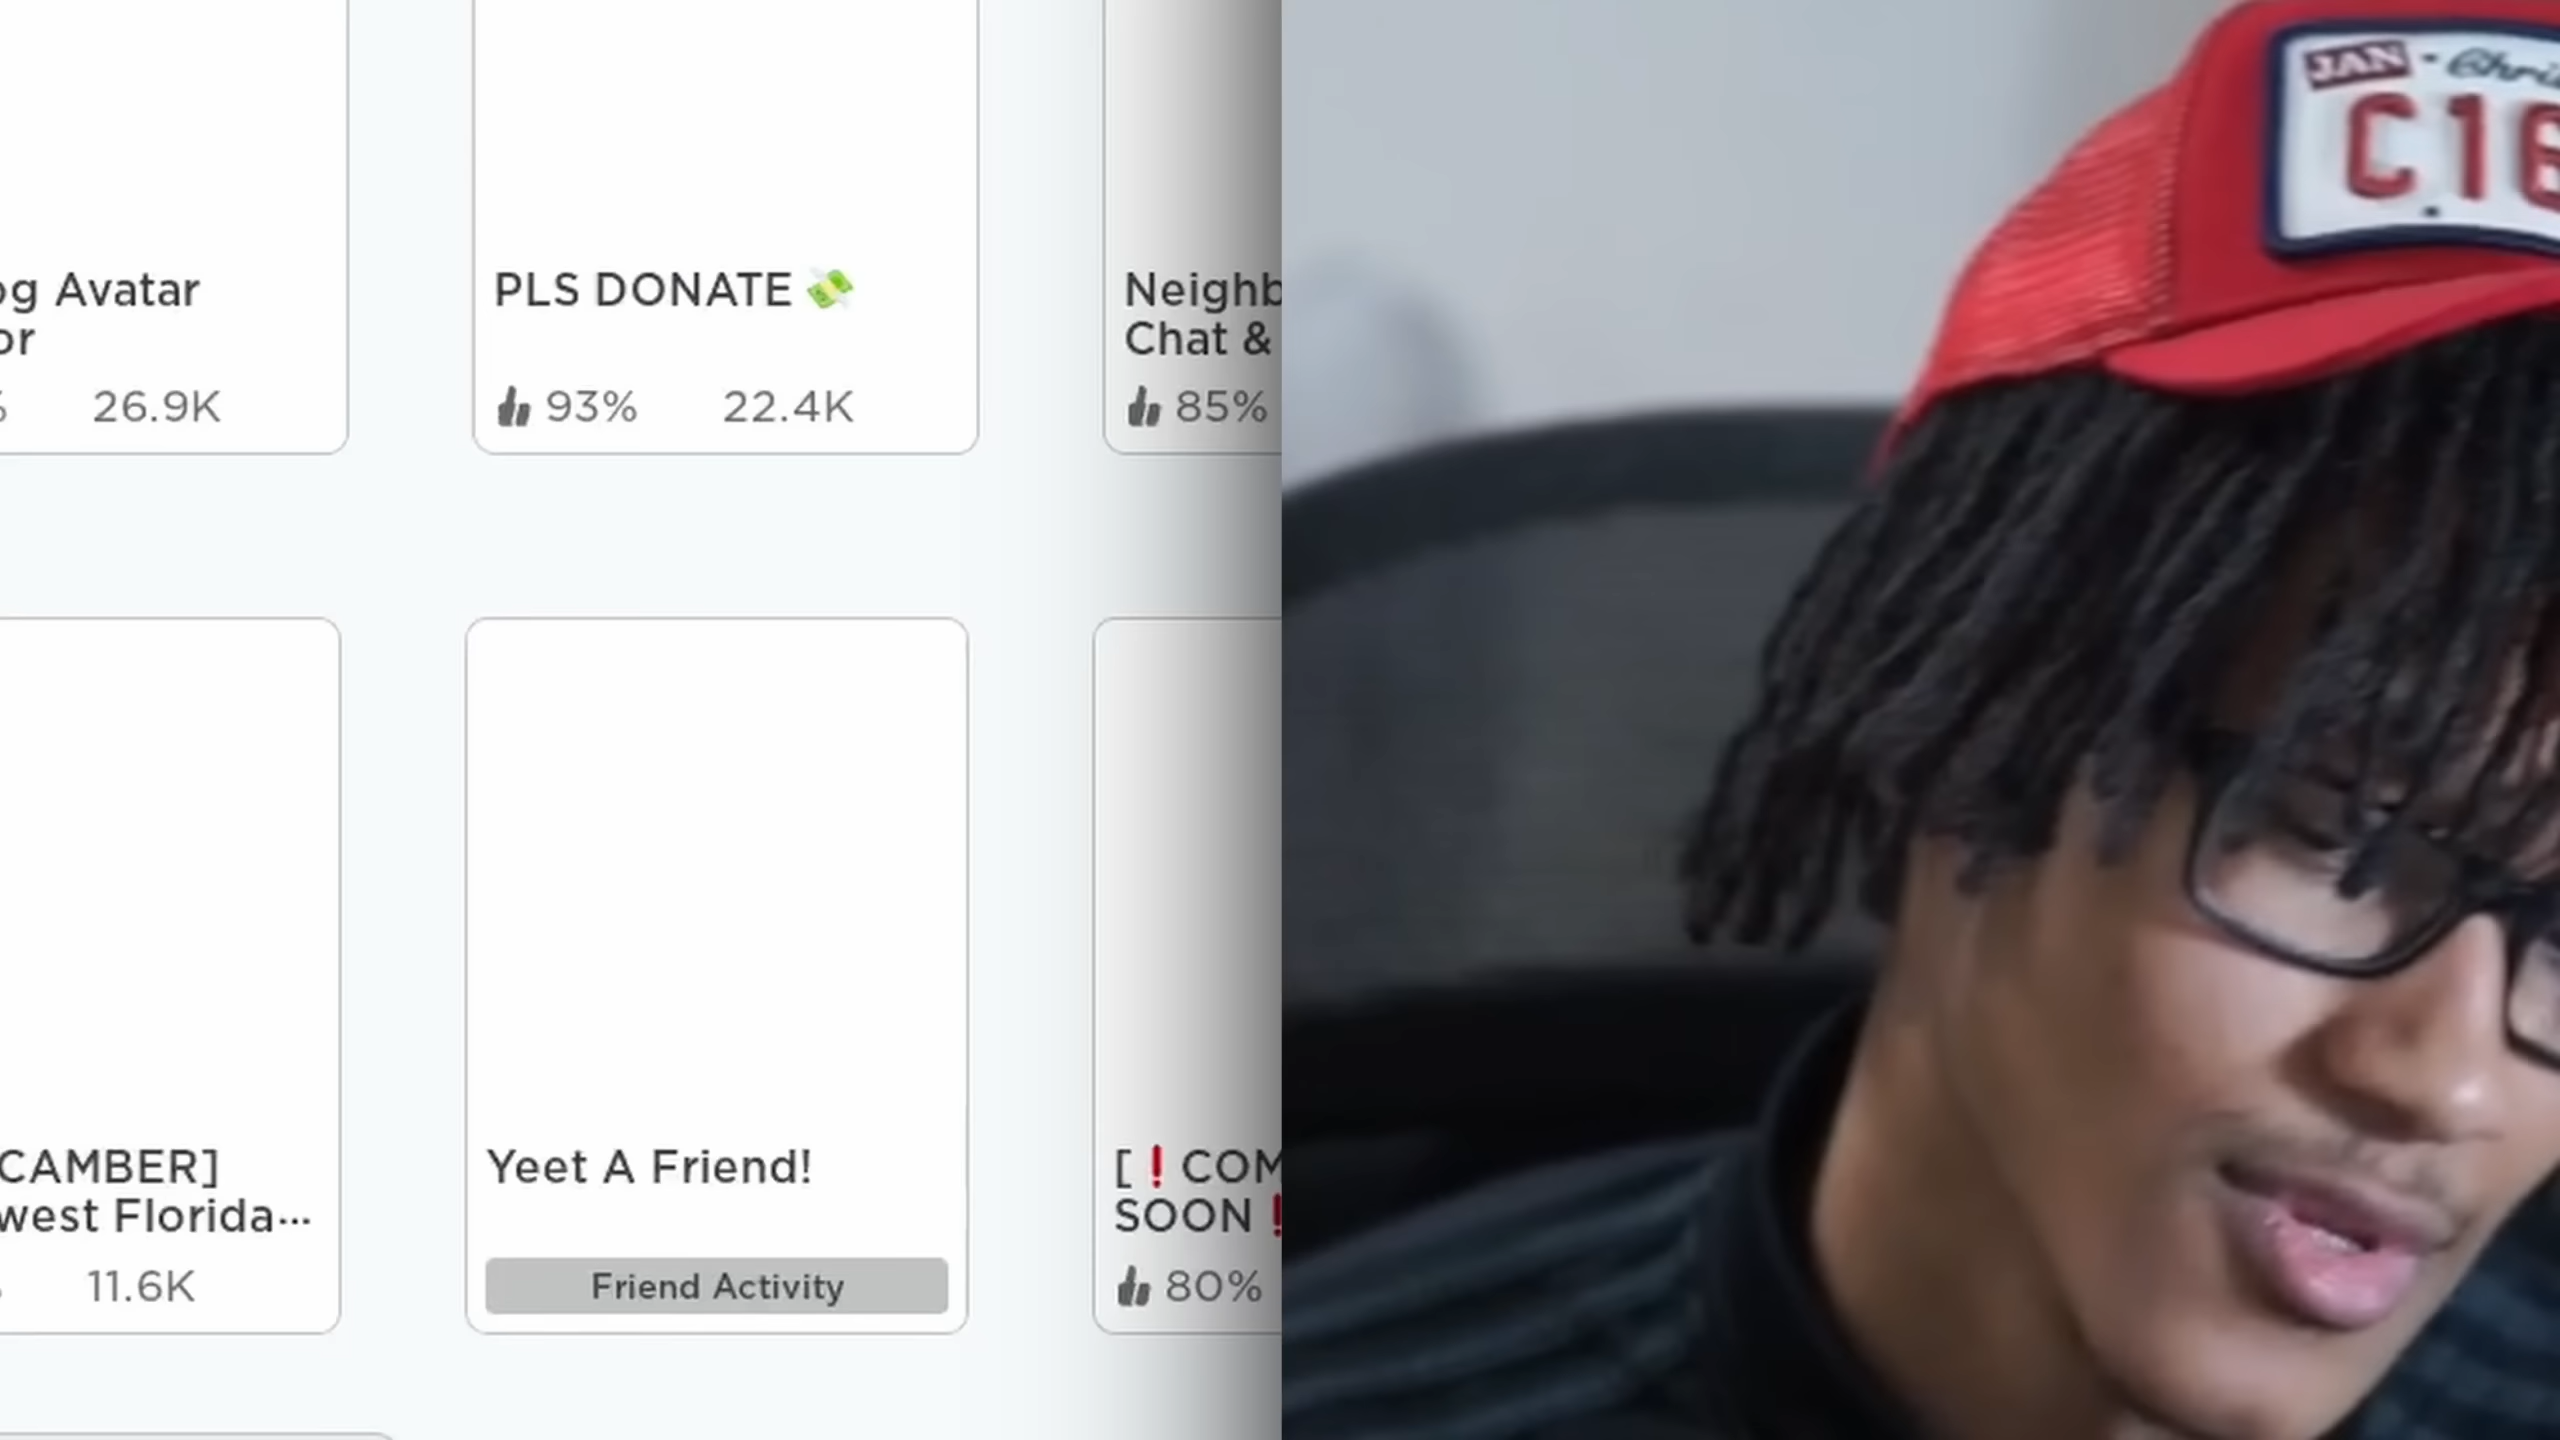 og Avatar
or
26.9K
PLS DONATE 💸
93% 22.4K
Neighb
Chat &
85%
CAMBER]
west Florida...
11.6K
Yeet A Friend!
Friend Activity
[❗COM
SOON❗
80%
JAN - Chris
C16